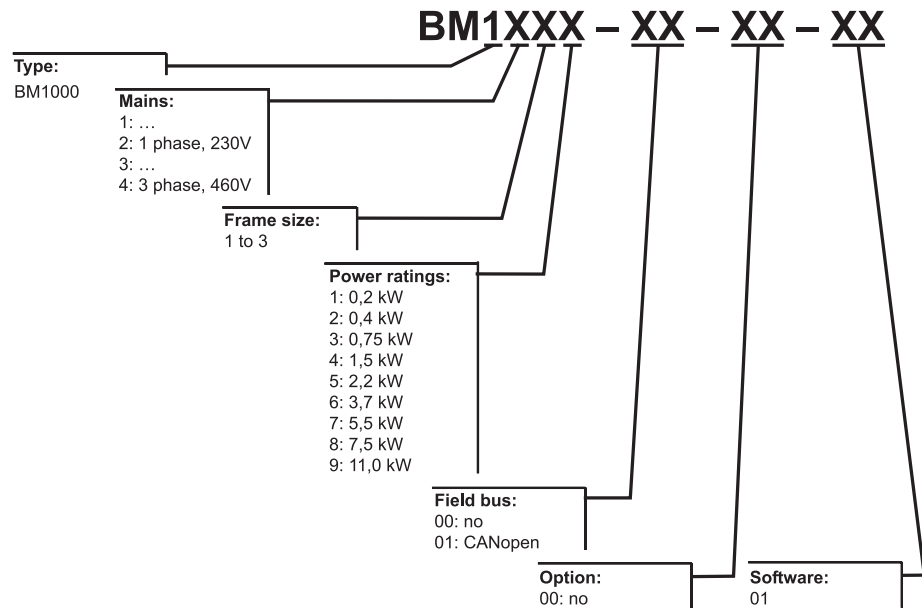 BM1XXX – XX – XX – XX
Type:
BM1000
Mains:
1: ...
2: 1 phase, 230V
3: ...
4: 3 phase, 460V
Frame size:
1 to 3
Power ratings:
1: 0,2 kW
2: 0,4 kW
3: 0,75 kW
4: 1,5 kW
5: 2,2 kW
6: 3,7 kW
7: 5,5 kW
8: 7,5 kW
9: 11,0 kW
Field bus:
00: no
01: CANopen
Option:
00: no
Software:
01